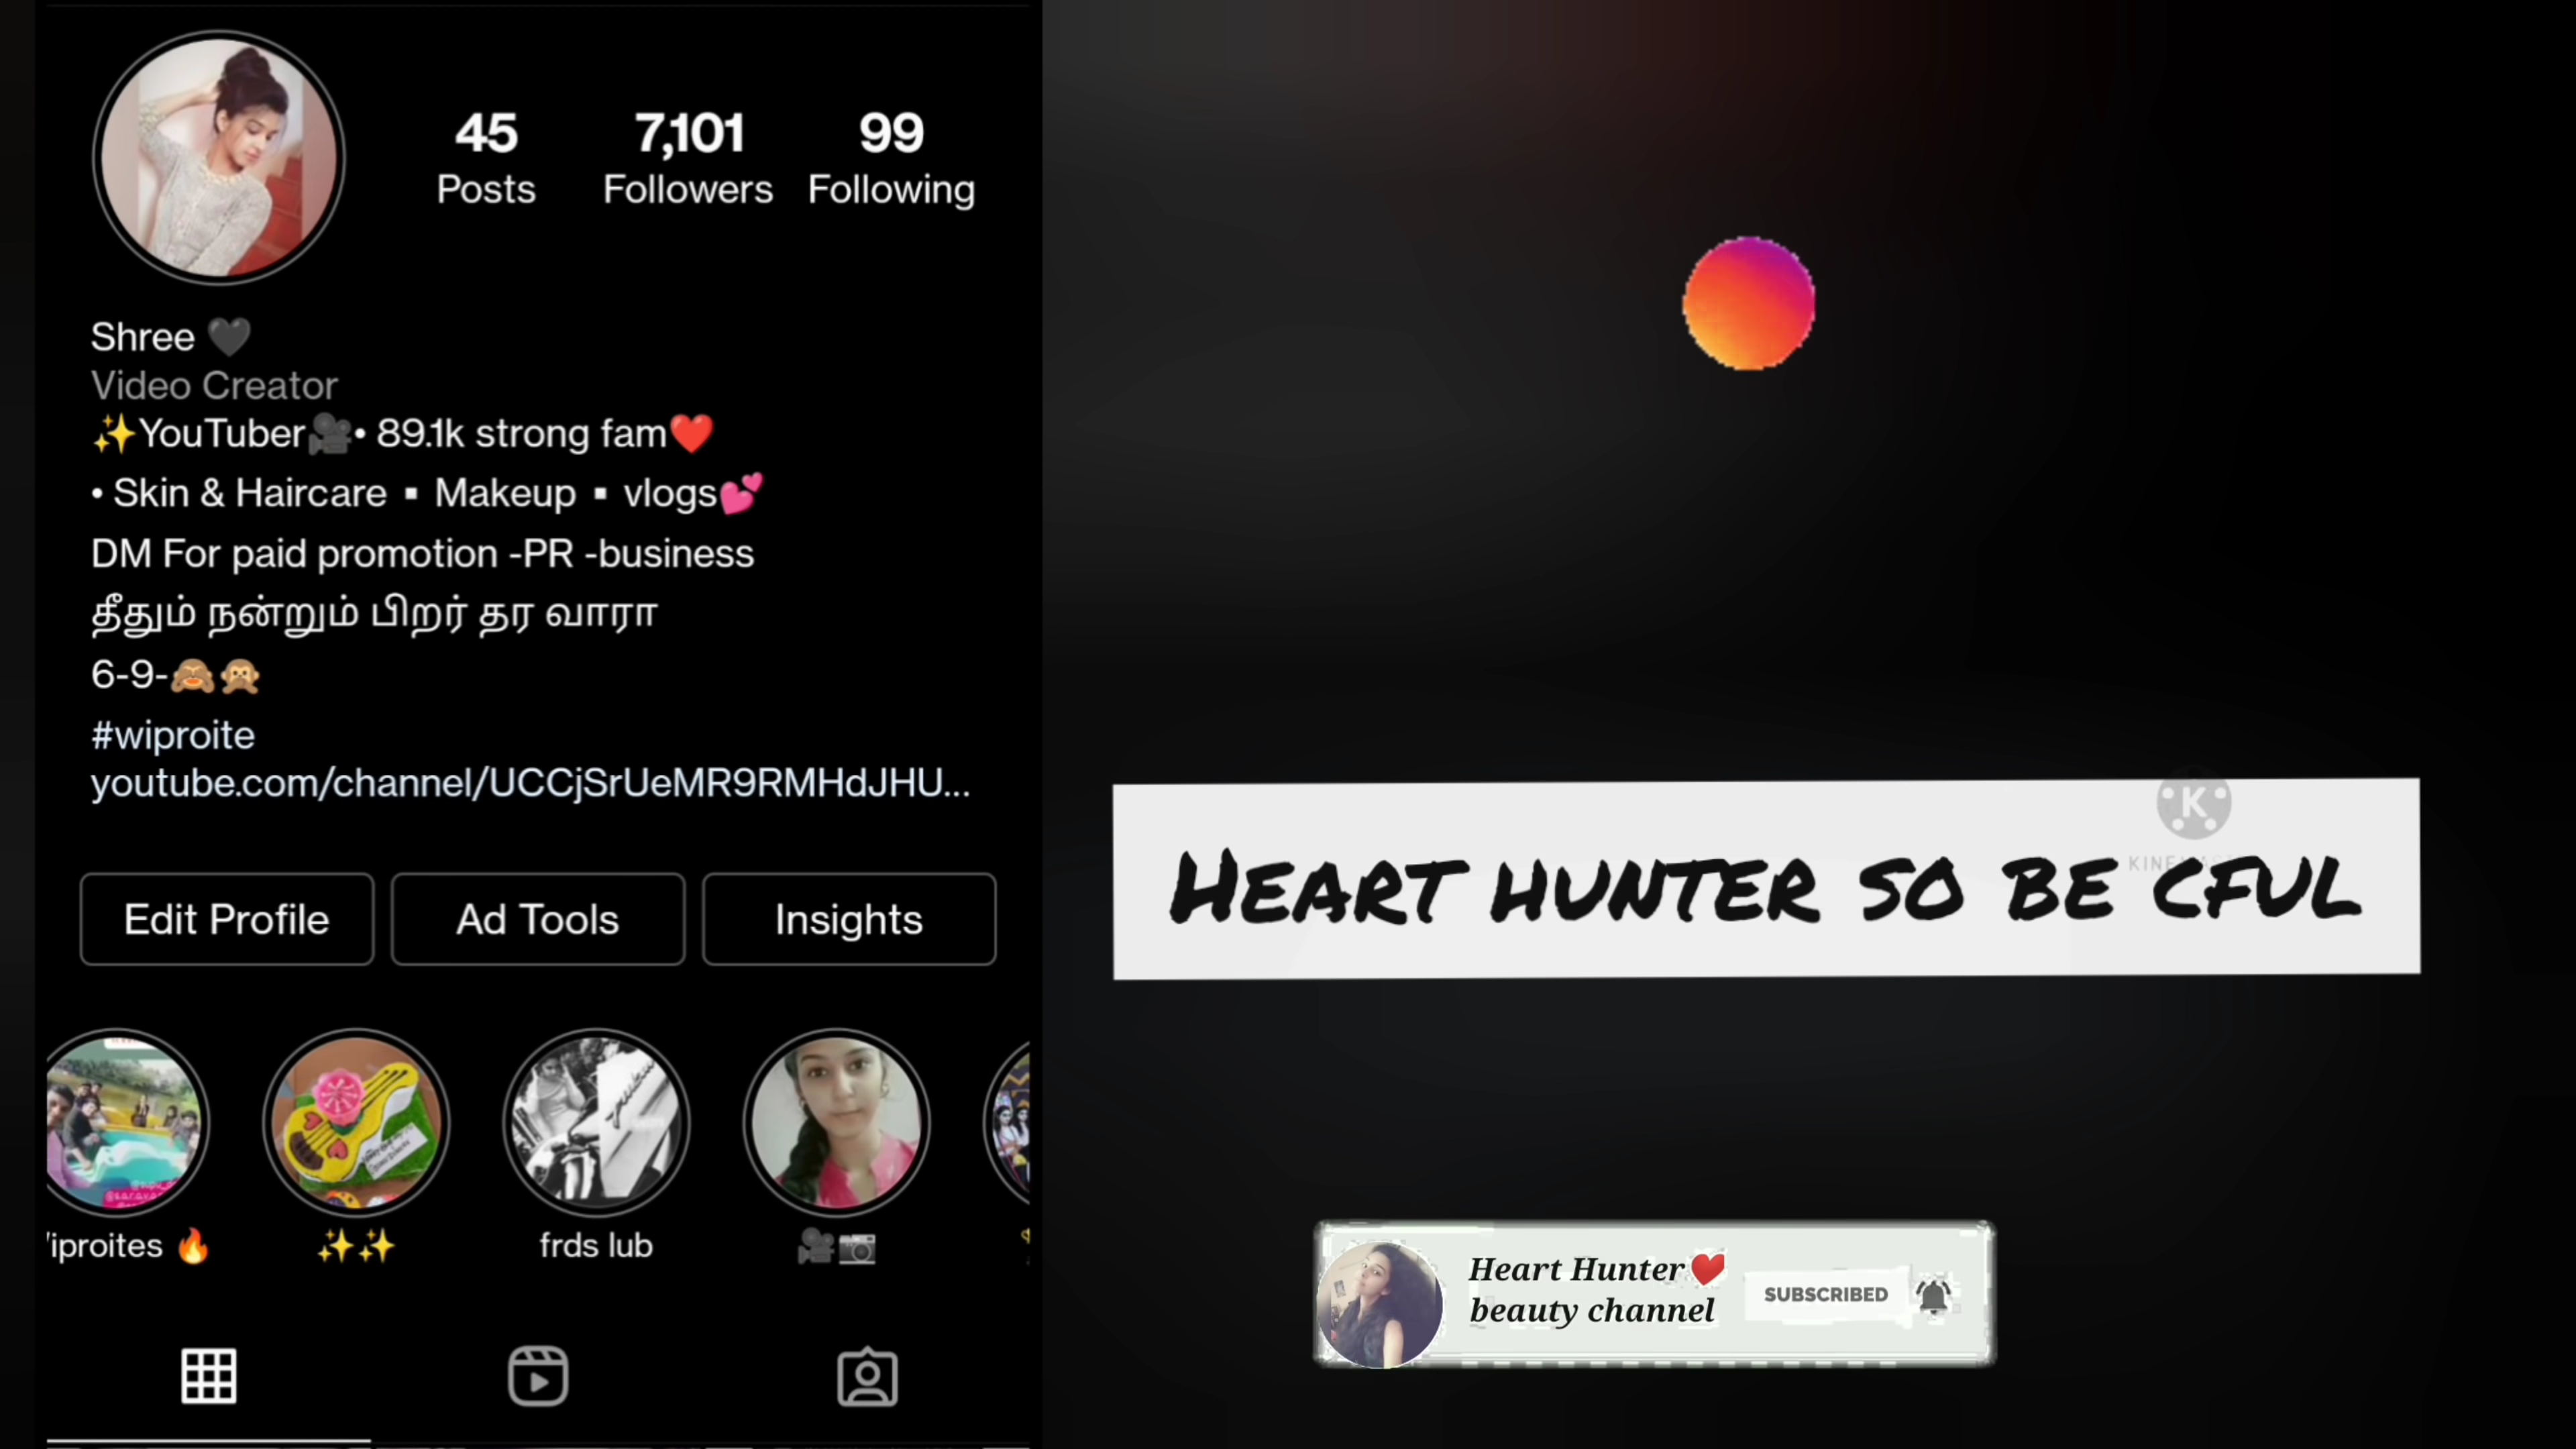 45
7,101
99
Posts
Followers
Following
Shree 🖤
Video Creator
✨YouTuber🎥• 89.1k strong fam❤️
• Skin & Haircare ▪ Makeup ▪ vlogs💕
DM For paid promotion -PR -business
தீதும் நன்றும் பிறர் தர வாரா
6-9-🙈🙊
#wiproite
youtube.com/channel/UCCjSrUeMR9RMHdJHU...
Edit Profile
Ad Tools
Insights
iproites 🔥
✨✨
frds lub
🎥📷
HEART HUNTER SO BE CFUL
Heart Hunter❤️
beauty channel
SUBSCRIBED